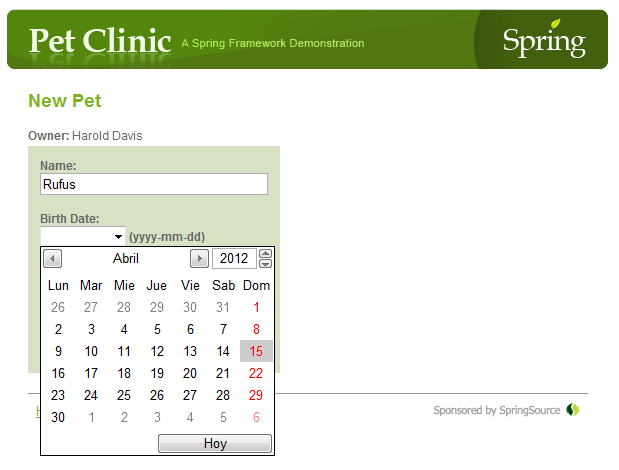 Pet Clinic A Spring Framework Demonstration Spring
New Pet
Owner: Harold Davis
Name:
Rufus
Birth Date:
(yyyy-mm-dd)
Abril 2012
Lun Mar Mie Jue Vie Sab Dom
26 27 28 29 30 31 1
2 3 4 5 6 7 8
9 10 11 12 13 14 15
16 17 18 19 20 21 22
23 24 25 26 27 28 29
30 1 2 3 4 5 6
Hoy
Sponsored by SpringSource